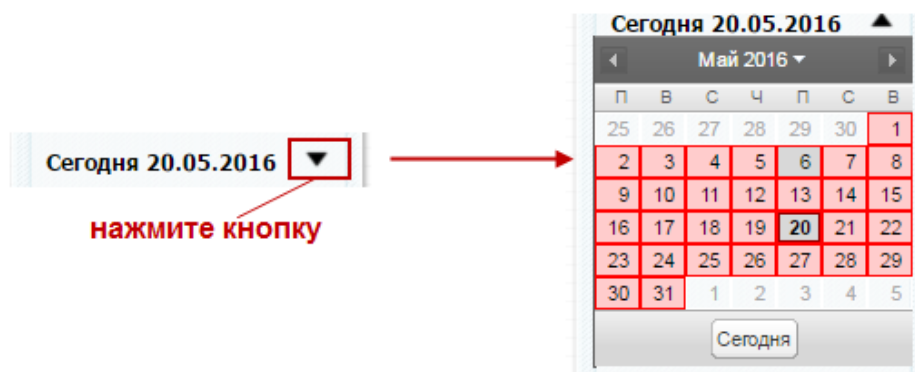 Сегодня 20.05.2016
нажмите кнопку
Сегодня 20.05.2016
Май 2016
П В С Ч П С В
25 26 27 28 29 30 1
2 3 4 5 6 7 8
9 10 11 12 13 14 15
16 17 18 19 20 21 22
23 24 25 26 27 28 29
30 31 1 2 3 4 5
Сегодня